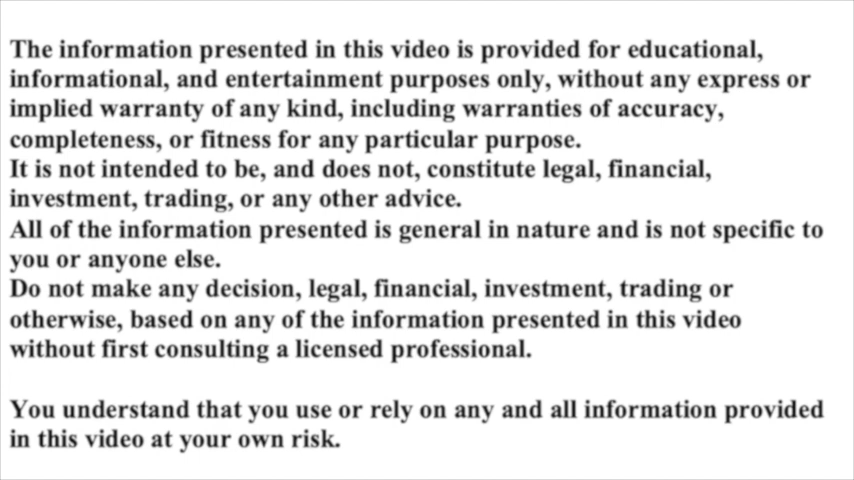 The information presented in this video is provided for educational,
informational, and entertainment purposes only, without any express or
implied warranty of any kind, including warranties of accuracy,
completeness, or fitness for any particular purpose.
It is not intended to be, and does not, constitute legal, financial,
investment, trading, or any other advice.
All of the information presented is general in nature and is not specific to
you or anyone else.
Do not make any decision, legal, financial, investment, trading or
otherwise, based on any of the information presented in this video
without first consulting a licensed professional.
You understand that you use or rely on any and all information provided
in this video at your own risk.